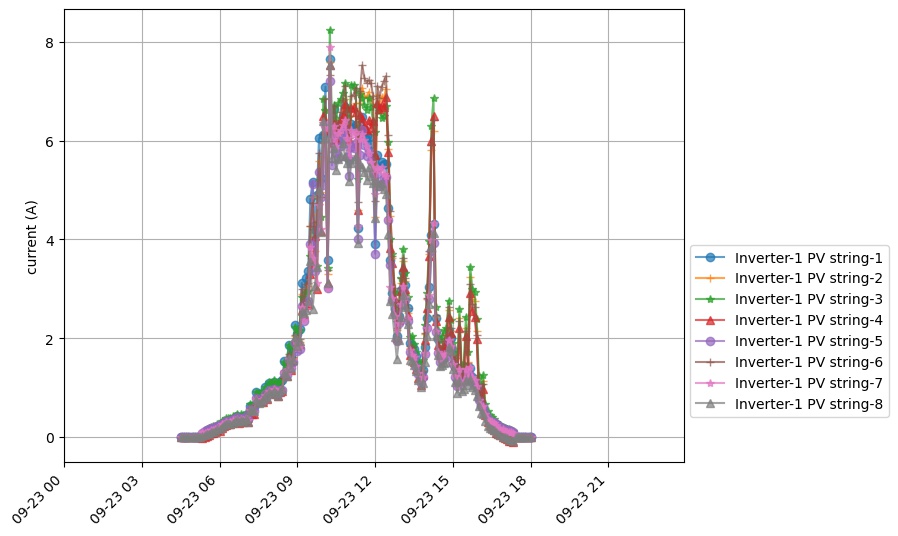 8
6
4
2
0
current (A)
09-23 00
09-23 03
09-23 06
09-23 09
09-23 12
09-23 15
09-23 18
09-23 21
Inverter-1 PV string-1
Inverter-1 PV string-2
Inverter-1 PV string-3
Inverter-1 PV string-4
Inverter-1 PV string-5
Inverter-1 PV string-6
Inverter-1 PV string-7
Inverter-1 PV string-8